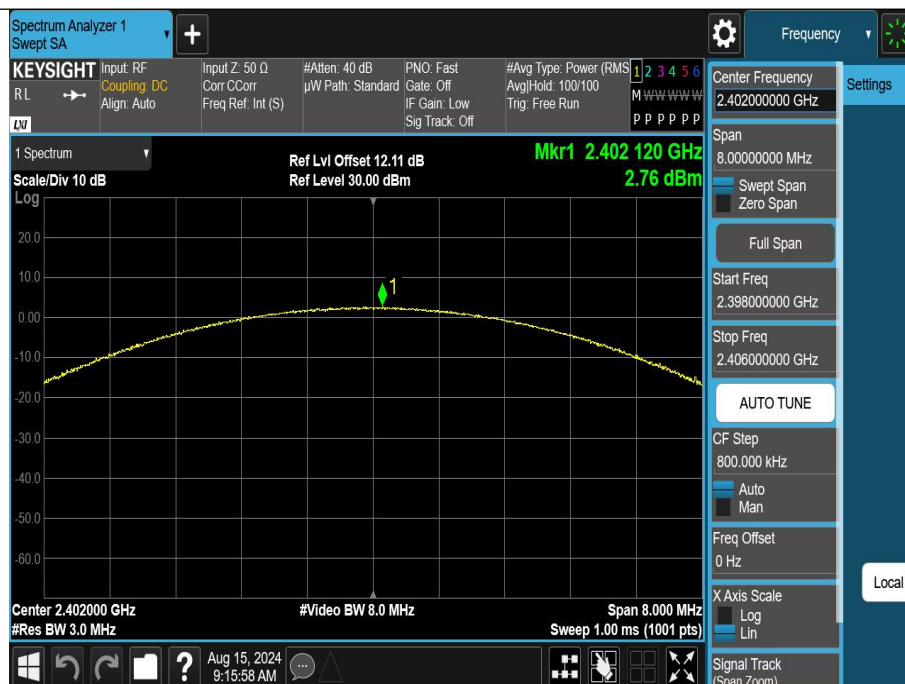 Spectrum Analyzer 1
Swept SA
+
Frequency
KEYSIGHT
RL
LXI
Input: RF
Coupling: DC
Align: Auto
Input Z: 50 Ω
Corr CCorr
Freq Ref: Int (S)
#Atten: 40 dB
µW Path: Standard
PNO: Fast
Gate: Off
IF Gain: Low
Sig Track: Off
#Avg Type: Power (RMS
Avg|Hold: 100/100
Trig: Free Run
1 2 3 4 5 6
M W W W W W
P P P P P P
1 Spectrum
Scale/Div 10 dB
Log
Ref Lvl Offset 12.11 dB
Ref Level 30.00 dBm
Mkr1 2.402 120 GHz
2.76 dBm
20.0
10.0
1
0.00
-10.0
-20.0
-30.0
-40.0
-50.0
-60.0
Center 2.402000 GHz
#Res BW 3.0 MHz
#Video BW 8.0 MHz
Span 8.000 MHz
Sweep 1.00 ms (1001 pts)
?
Aug 15, 2024
9:15:58 AM
Center Frequency
2.402000000 GHz
Span
8.00000000 MHz
Swept Span
Zero Span
Full Span
Start Freq
2.398000000 GHz
Stop Freq
2.406000000 GHz
AUTO TUNE
CF Step
800.000 kHz
Auto
Man
Freq Offset
0 Hz
X Axis Scale
Log
Lin
Signal Track
(Span Zoom)
Settings
Local